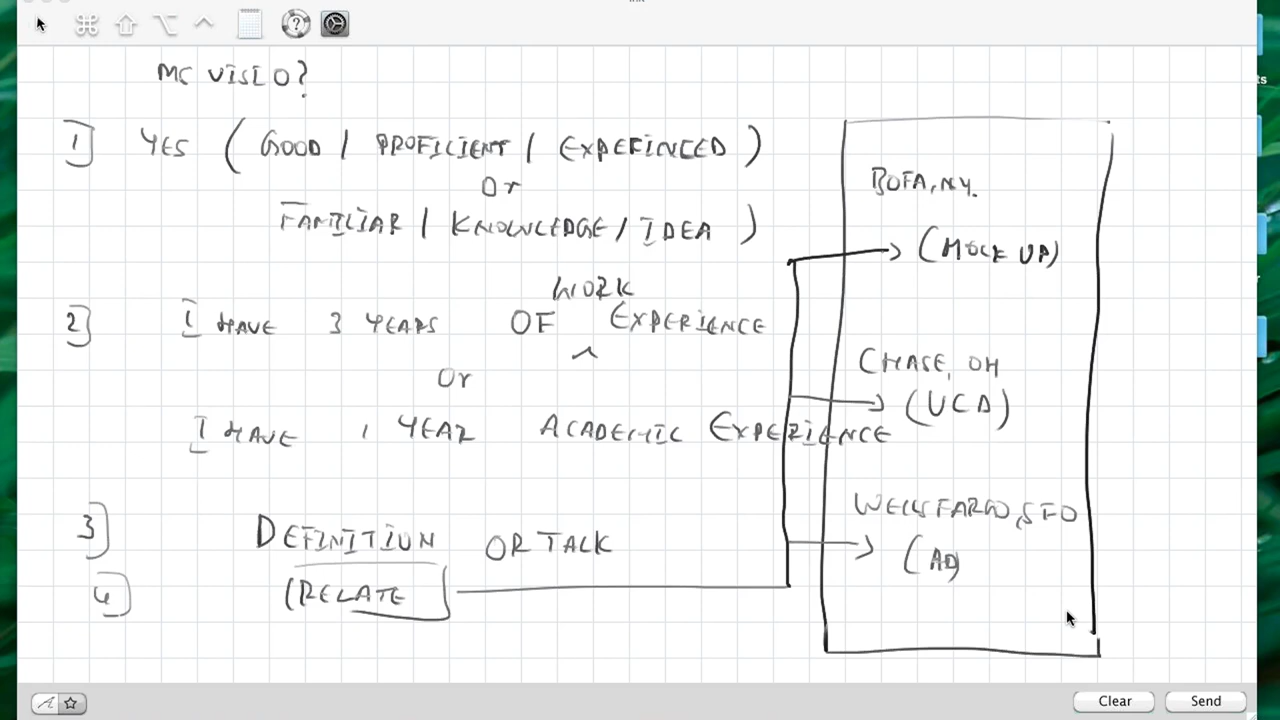 MS VISIO?
1] YES ( GOOD / PROFICIENT / EXPERINCED )
Or
FAMILIAR / KNOWLEDGE / IDEA )
WORK
2] I HAVE 3 YEARS OF EXPERIENCE
Or
I HAVE 1 YEAR ACADEMIC EXPERIENCE
3] DEFINITION OR TALK
4] (RELATE
BOFA, NY.
(MOCK UP)
CHASE, OH
(UCD)
WELLSFARGO, SFO
(AD)
Clear Send